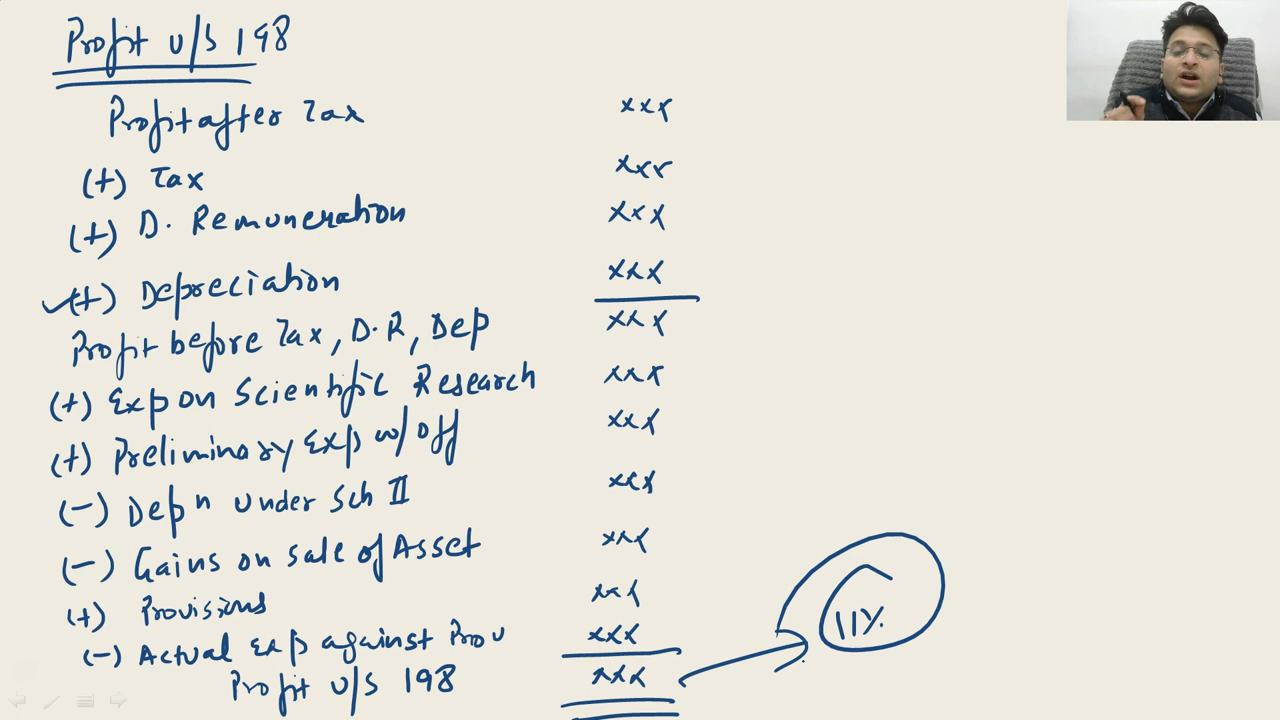 Profit u/s 198
Profit after Tax xxx
(+) Tax xxx
(+) D. Remuneration xxx
(+) Depreciation xxx
Profit before Tax, D.R, Dep xxx
(+) Exp on Scientific Research xxx
(+) Preliminary Exp w/off xxx
(-) Depn under Sch II xxx
(-) Gains on sale of Asset xxx
(+) Provisions xxx
(-) Actual Exp against Prov xxx
Profit u/s 198 xxx
11%